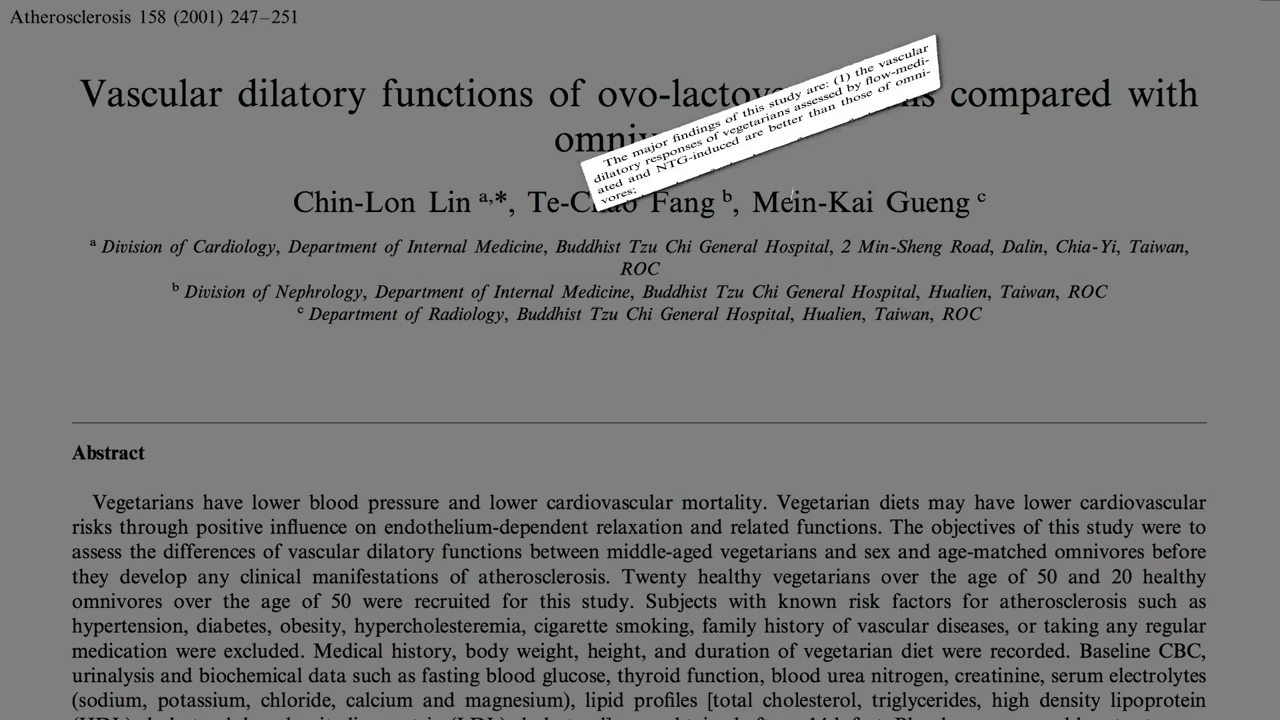 Atherosclerosis 158 (2001) 247–251
Vascular dilatory functions of compared with
The major findings of this study are: (1) the vascular
dilatory responses of vegetarians assessed by flow-medi-
ated and NTG-induced are better than those of omni-
vores;
Chin-Lon Lin a,*, Fang b, Mein-Kai Gueng c
a Division of Cardiology, Department of Internal Medicine, Buddhist Tzu Chi General Hospital, 2 Min-Sheng Road, Dalin, Chia-Yi, Taiwan,
ROC
b Division of Nephrology, Department of Internal Medicine, Buddhist Tzu Chi General Hospital, Hualien, Taiwan, ROC
c Department of Radiology, Buddhist Tzu Chi General Hospital, Hualien, Taiwan, ROC
Abstract
Vegetarians have lower blood pressure and lower cardiovascular mortality. Vegetarian diets may have lower cardiovascular
risks through positive influence on endothelium-dependent relaxation and related functions. The objectives of this study were to
assess the differences of vascular dilatory functions between middle-aged vegetarians and sex and age-matched omnivores before
they develop any clinical manifestations of atherosclerosis. Twenty healthy vegetarians over the age of 50 and 20 healthy
omnivores over the age of 50 were recruited for this study. Subjects with known risk factors for atherosclerosis such as
hypertension, diabetes, obesity, hypercholesteremia, cigarette smoking, family history of vascular diseases, or taking any regular
medication were excluded. Medical history, body weight, height, and duration of vegetarian diet were recorded. Baseline CBC,
urinalysis and biochemical data such as fasting blood glucose, thyroid function, blood urea nitrogen, creatinine, serum electrolytes
(sodium, potassium, chloride, calcium and magnesium), lipid profiles [total cholesterol, triglycerides, high density lipoprotein